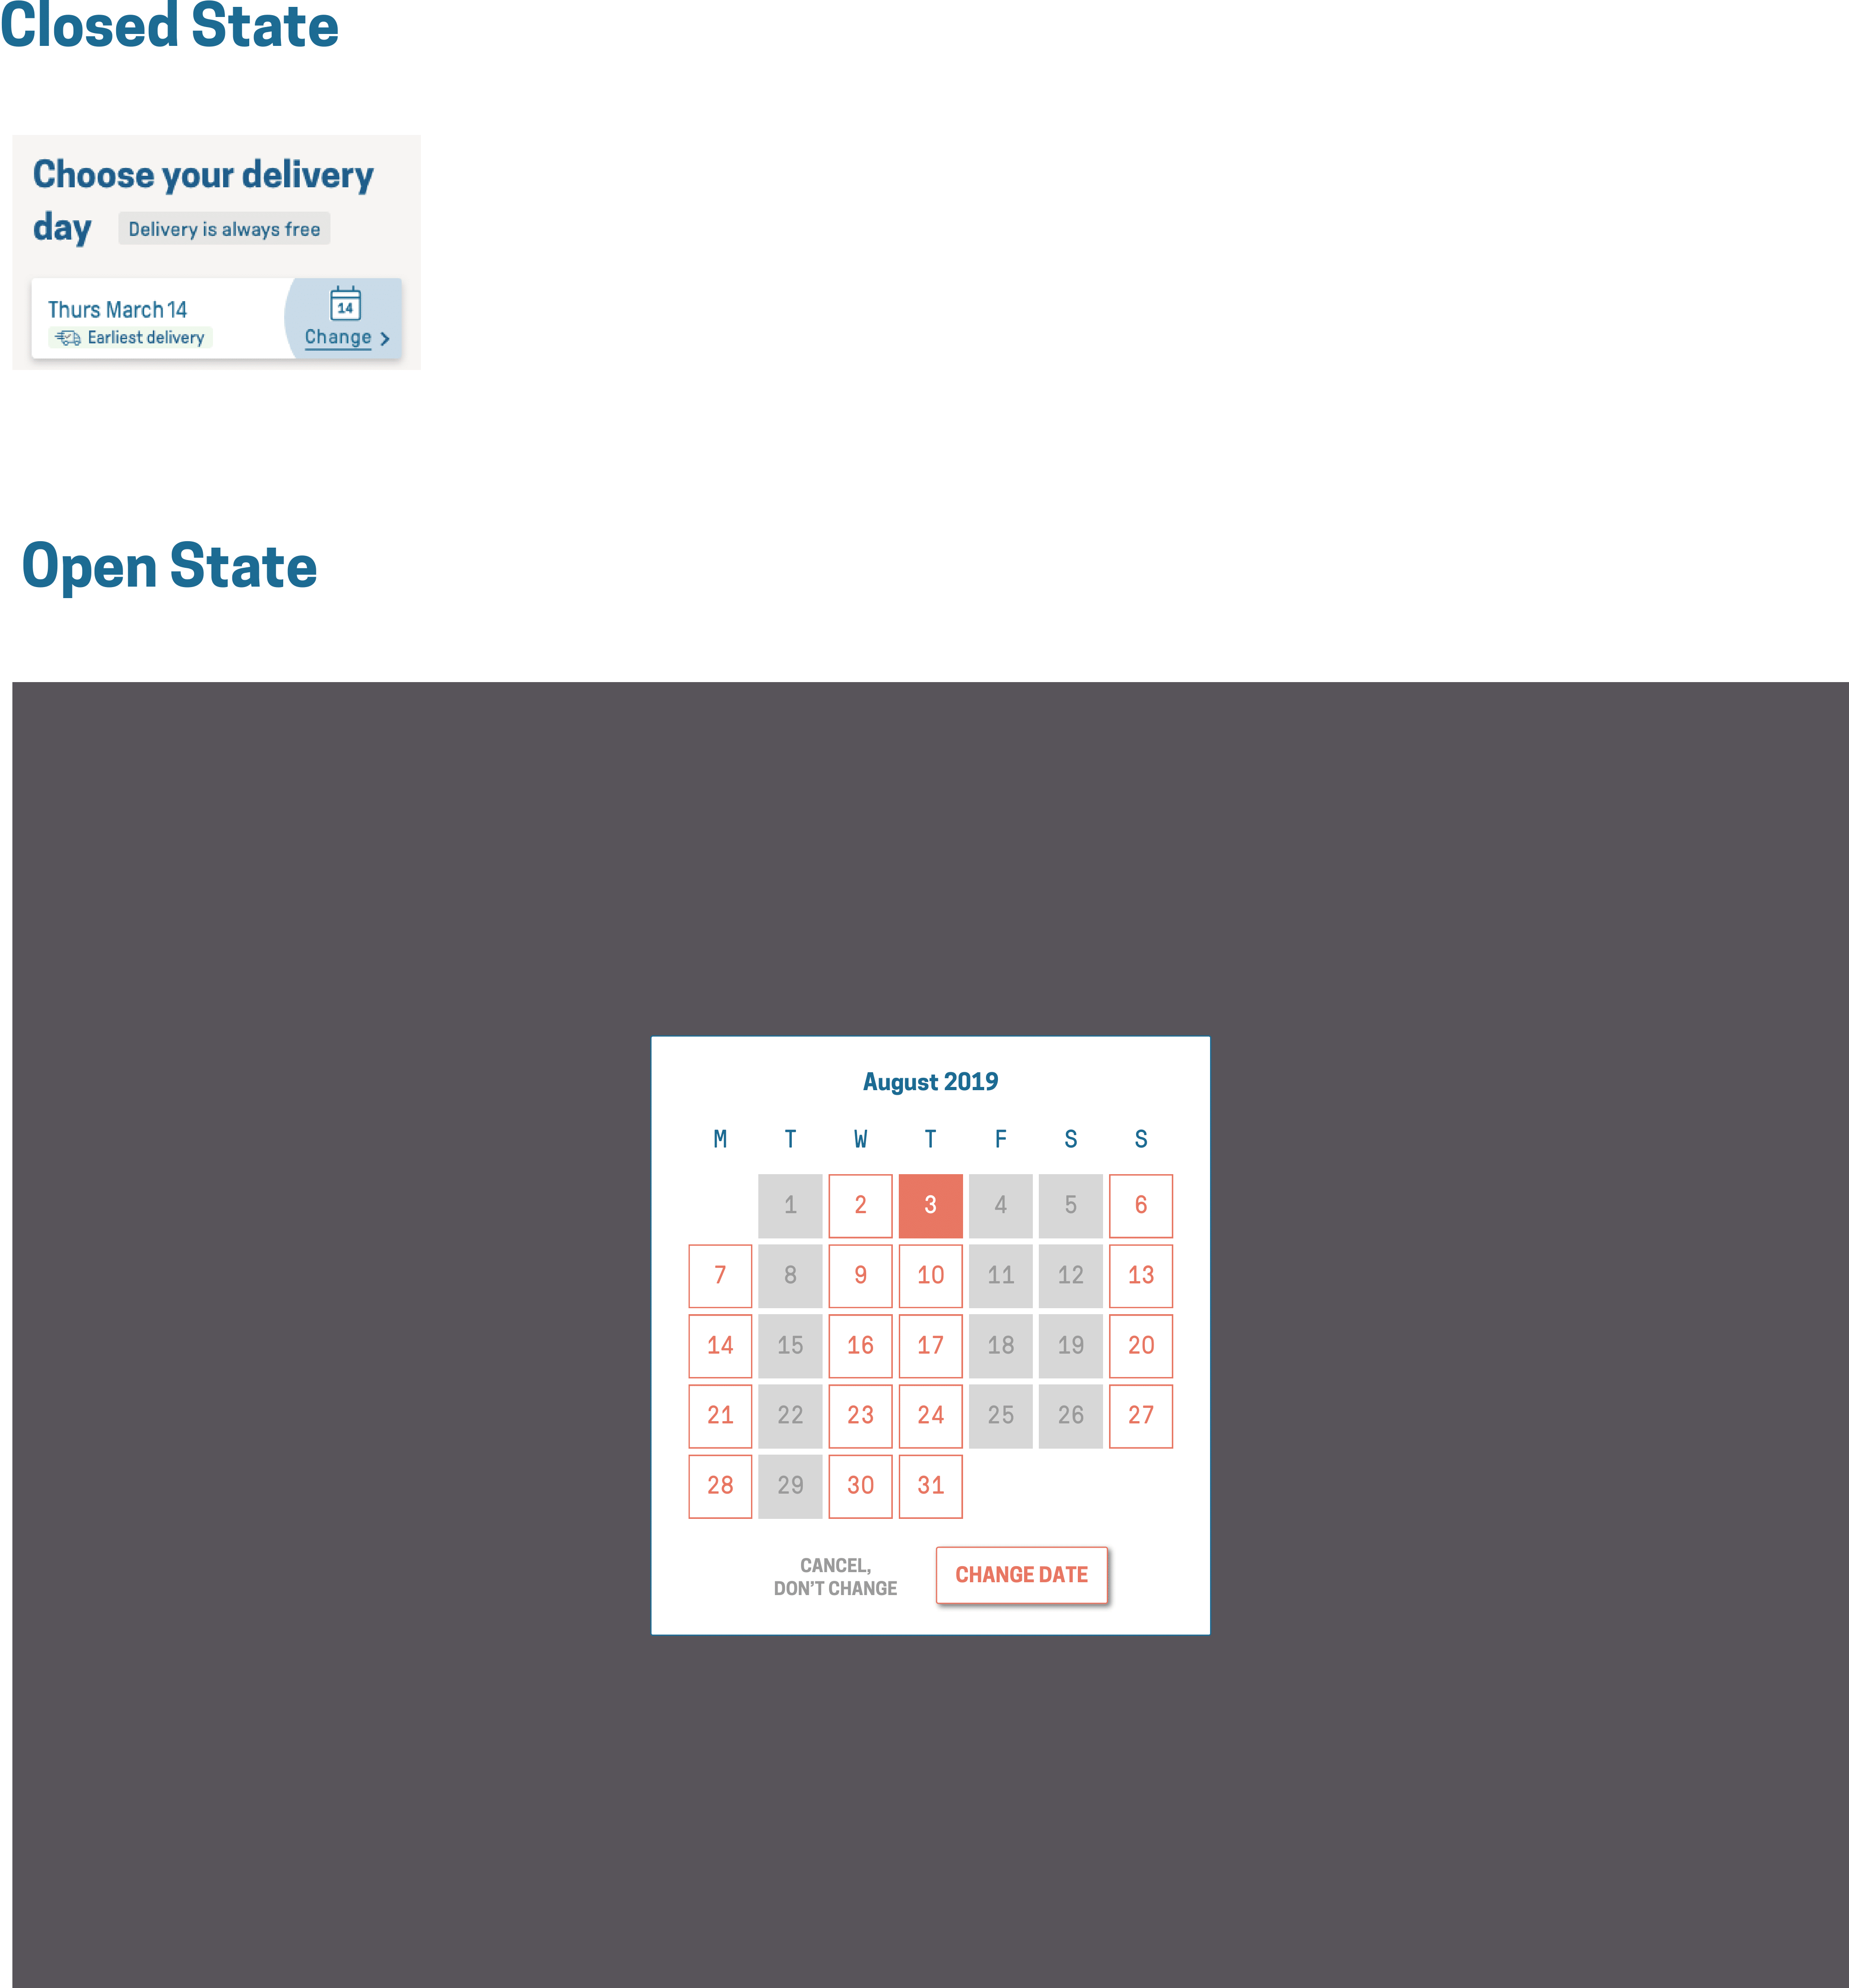 Closed State
Choose your delivery
day Delivery is always free
Thurs March 14
Earliest delivery
14
Change
Open State
August 2019
M T W T F S S
1 2 3 4 5 6
7 8 9 10 11 12 13
14 15 16 17 18 19 20
21 22 23 24 25 26 27
28 29 30 31
CANCEL,
DON'T CHANGE
CHANGE DATE